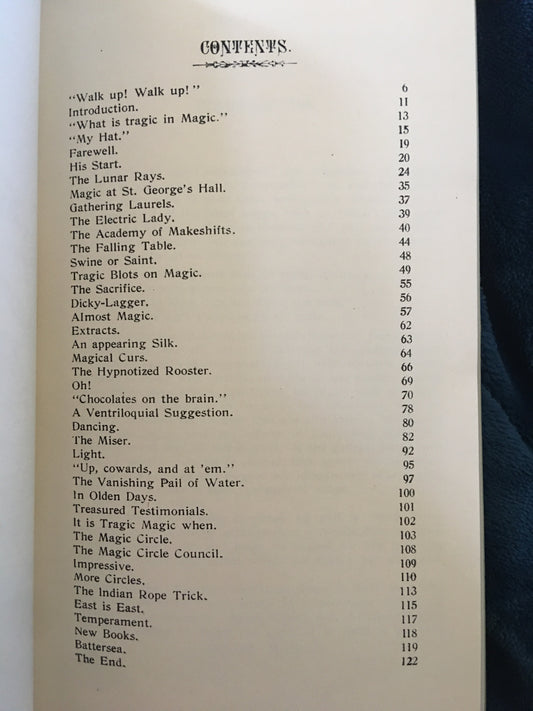 CONTENTS.
"Walk up! Walk up!" 6
Introduction. 11
"What is tragic in Magic." 13
"My Hat." 15
Farewell. 19
His Start. 20
The Lunar Rays. 24
Magic at St. George's Hall. 35
Gathering Laurels. 37
The Electric Lady. 39
The Academy of Makeshifts. 40
The Falling Table. 44
Swine or Saint. 48
Tragic Blots on Magic. 49
The Sacrifice. 55
Dicky-Lagger. 56
Almost Magic. 57
Extracts. 62
An appearing Silk. 63
Magical Curs. 64
The Hypnotized Rooster. 66
Oh! 69
"Chocolates on the brain." 70
A Ventriloquial Suggestion. 78
Dancing. 80
The Miser. 82
Light. 92
"Up, cowards, and at 'em." 95
The Vanishing Pail of Water. 97
In Olden Days. 100
Treasured Testimonials. 101
It is Tragic Magic when. 102
The Magic Circle. 103
The Magic Circle Council. 108
Impressive. 109
More Circles. 110
The Indian Rope Trick. 113
East is East. 115
Temperament. 117
New Books. 118
Battersea. 119
The End. 122